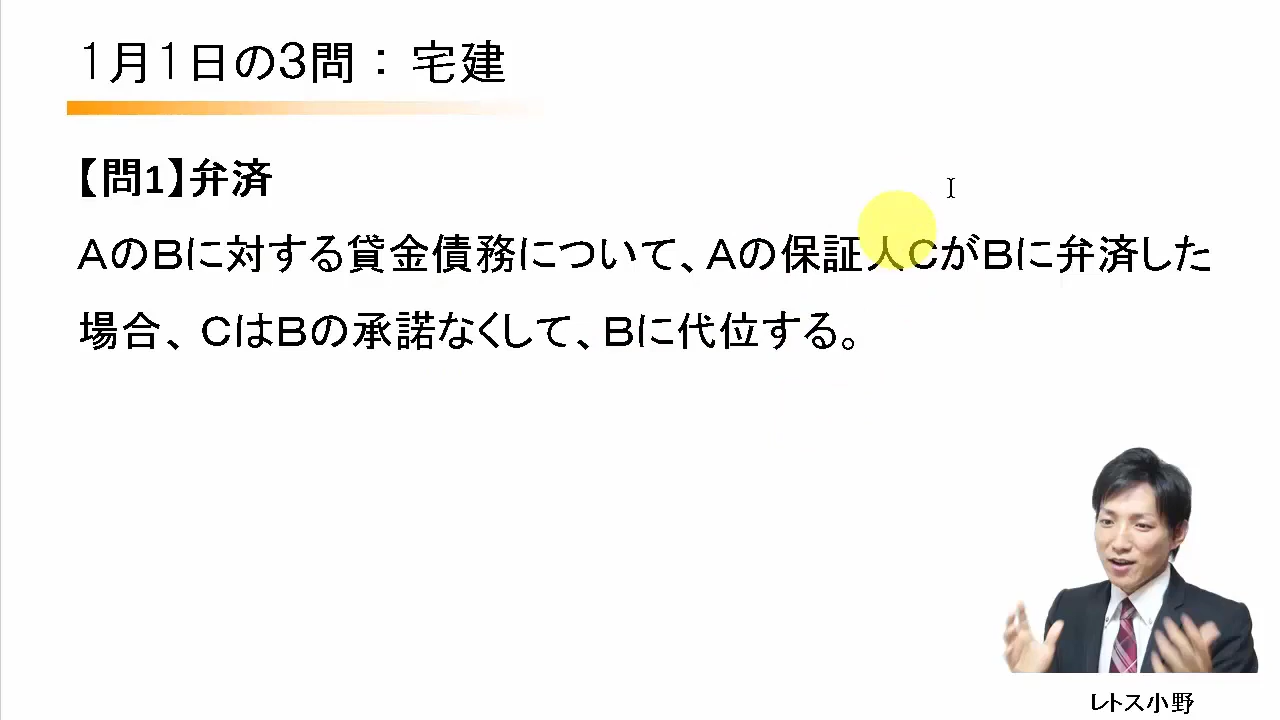 1月1日の3問：宅建
【問1】弁済
AのBに対する貸金債務について、Aの保証人CがBに弁済した
場合、CはBの承諾なくして、Bに代位する。
レトス小野